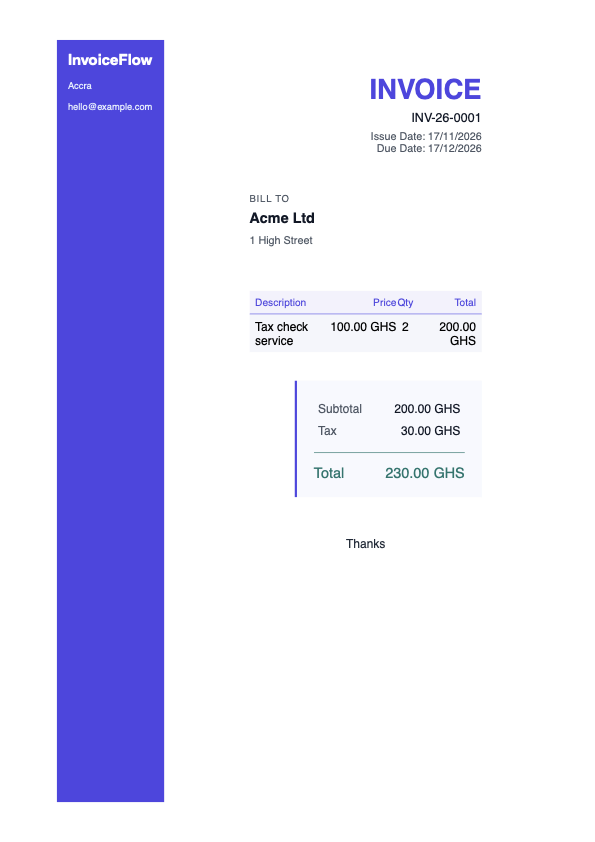 InvoiceFlow
Accra
hello@example.com
INVOICE
INV-26-0001
Issue Date: 17/11/2026
Due Date: 17/12/2026
BILL TO
Acme Ltd
1 High Street
Description Price Qty Total
Tax check service 100.00 GHS 2 200.00 GHS
Subtotal 200.00 GHS
Tax 30.00 GHS
Total 230.00 GHS
Thanks